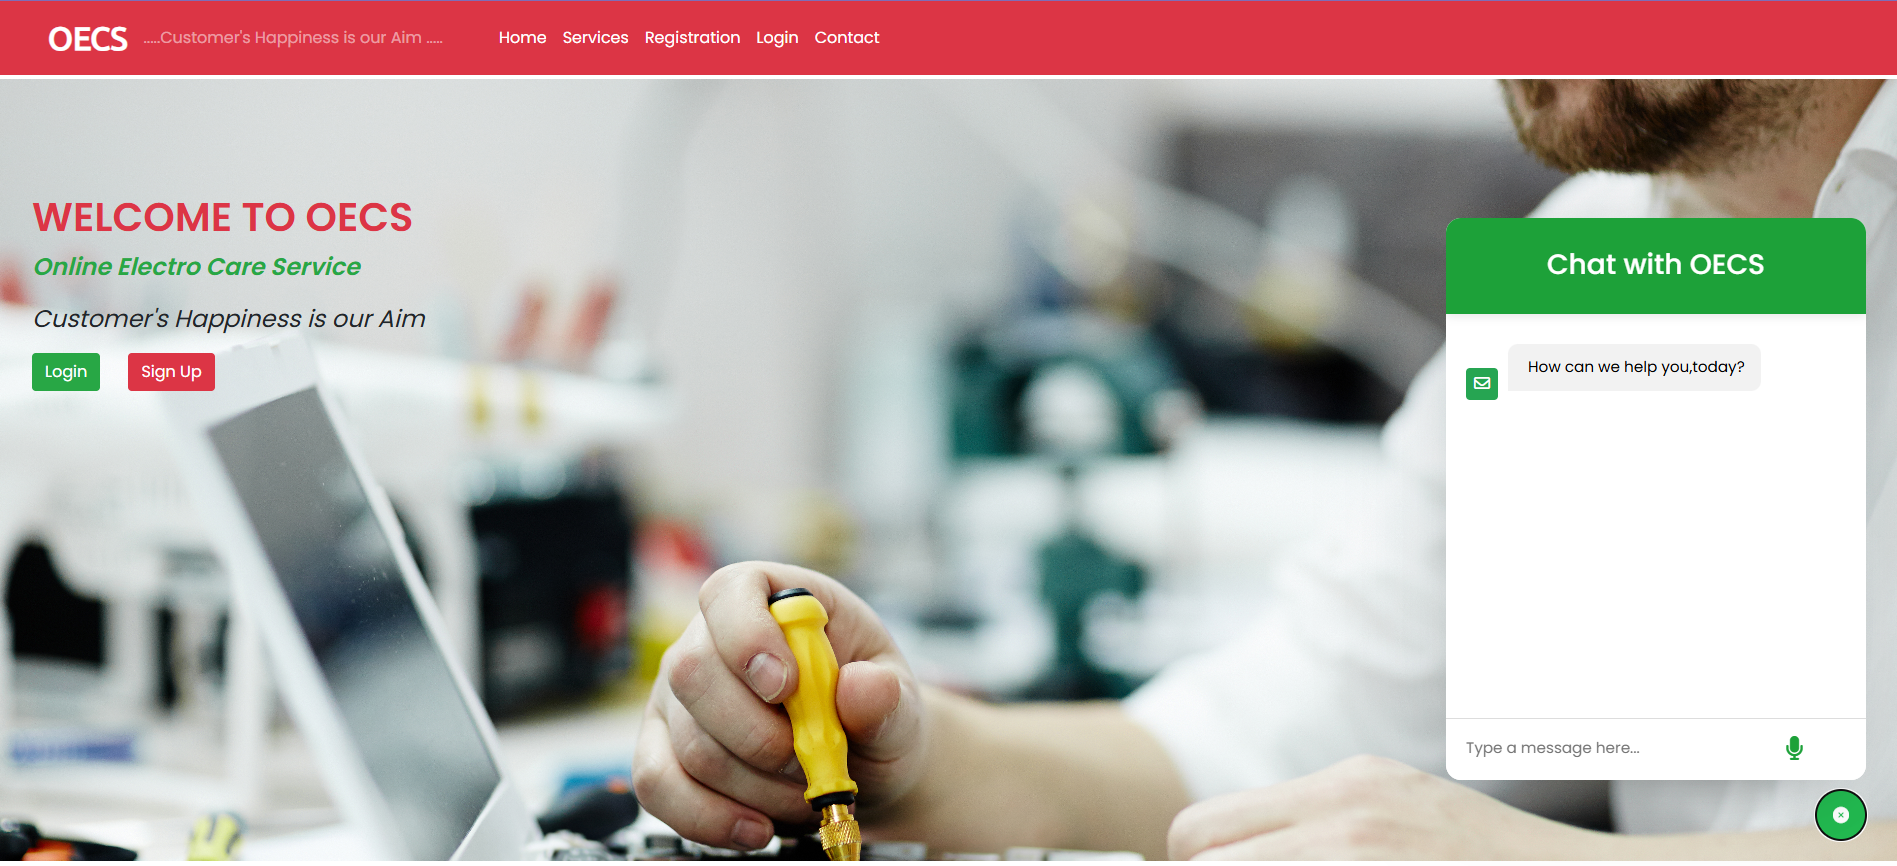 OECS .....Customer's Happiness is our Aim ..... Home Services Registration Login Contact
WELCOME TO OECS
Online Electro Care Service
Customer's Happiness is our Aim
Login Sign Up
Chat with OECS
How can we help you,today?
Type a message here...